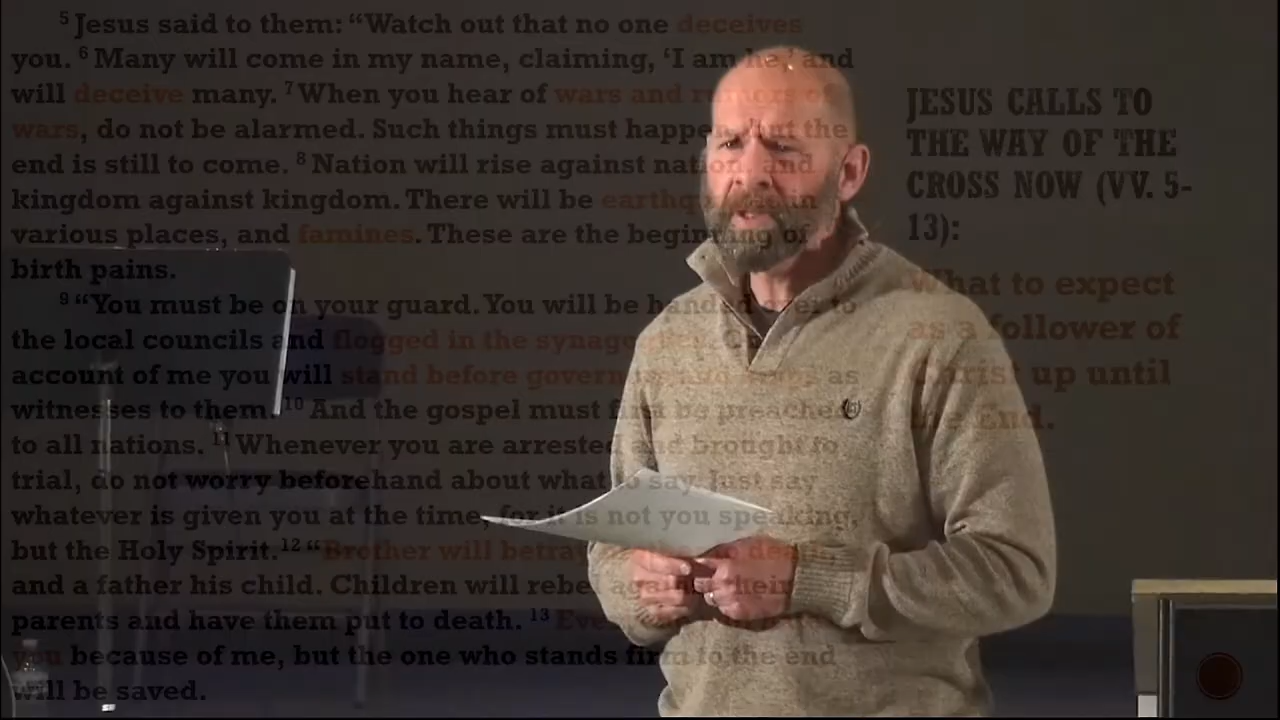 5 Jesus said to them: “Watch out that no one deceives
you. 6 Many will come in my name, claiming, ‘I am he,’ and
will deceive many. 7 When you hear of wars and rumors of
wars, do not be alarmed. Such things must happen, but the
end is still to come. 8 Nation will rise against nation, and
kingdom against kingdom. There will be earthquakes in
various places, and famines. These are the beginning of
birth pains.
9 “You must be on your guard. You will be handed over to
the local councils and flogged in the synagogues. On
account of me you will stand before governors and kings as
witnesses to them. 10 And the gospel must first be preached
to all nations. 11 Whenever you are arrested and brought to
trial, do not worry beforehand about what to say. Just say
whatever is given you at the time, for it is not you speaking,
but the Holy Spirit. 12 “Brother will betray brother to death,
and a father his child. Children will rebel against their
parents and have them put to death. 13 Everyone will hate
you because of me, but the one who stands firm to the end
will be saved.
JESUS CALLS TO
THE WAY OF THE
CROSS NOW (VV. 5-
13):
What to expect
as a follower of
Christ up until
the End.